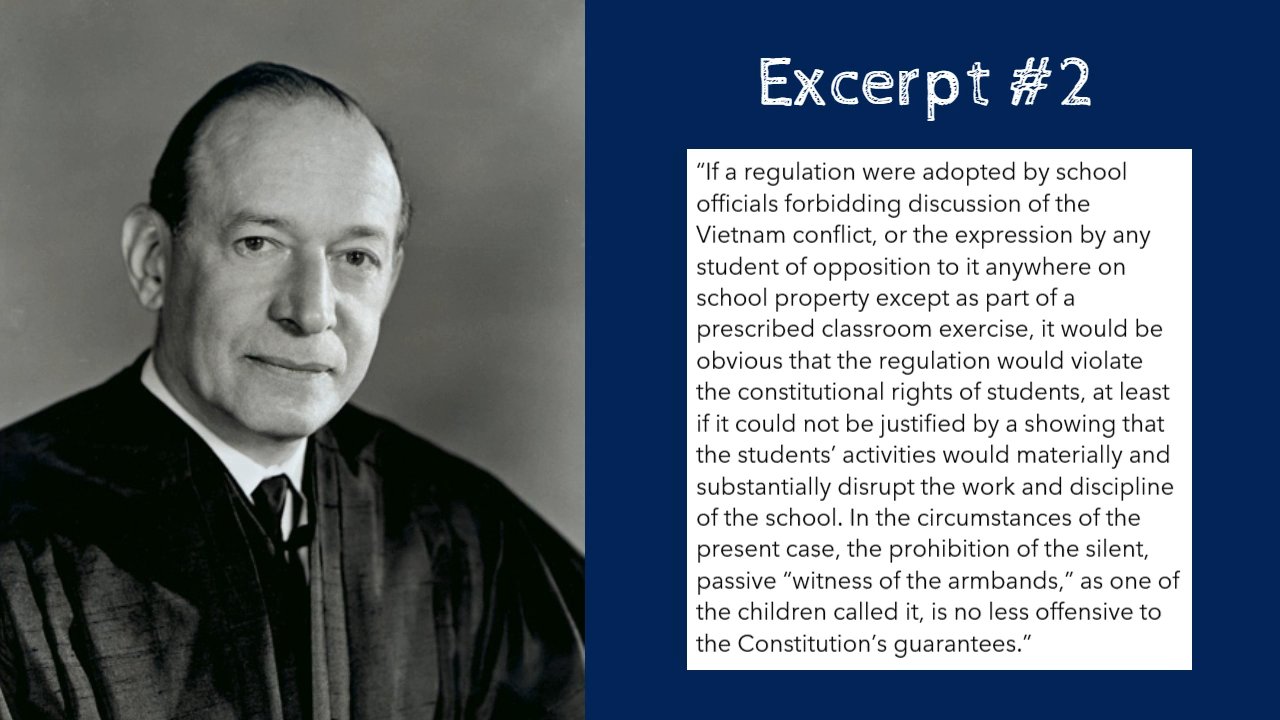 Excerpt #2
“If a regulation were adopted by school
officials forbidding discussion of the
Vietnam conflict, or the expression by any
student of opposition to it anywhere on
school property except as part of a
prescribed classroom exercise, it would be
obvious that the regulation would violate
the constitutional rights of students, at least
if it could not be justified by a showing that
the students’ activities would materially and
substantially disrupt the work and discipline
of the school. In the circumstances of the
present case, the prohibition of the silent,
passive “witness of the armbands,” as one of
the children called it, is no less offensive to
the Constitution’s guarantees.”